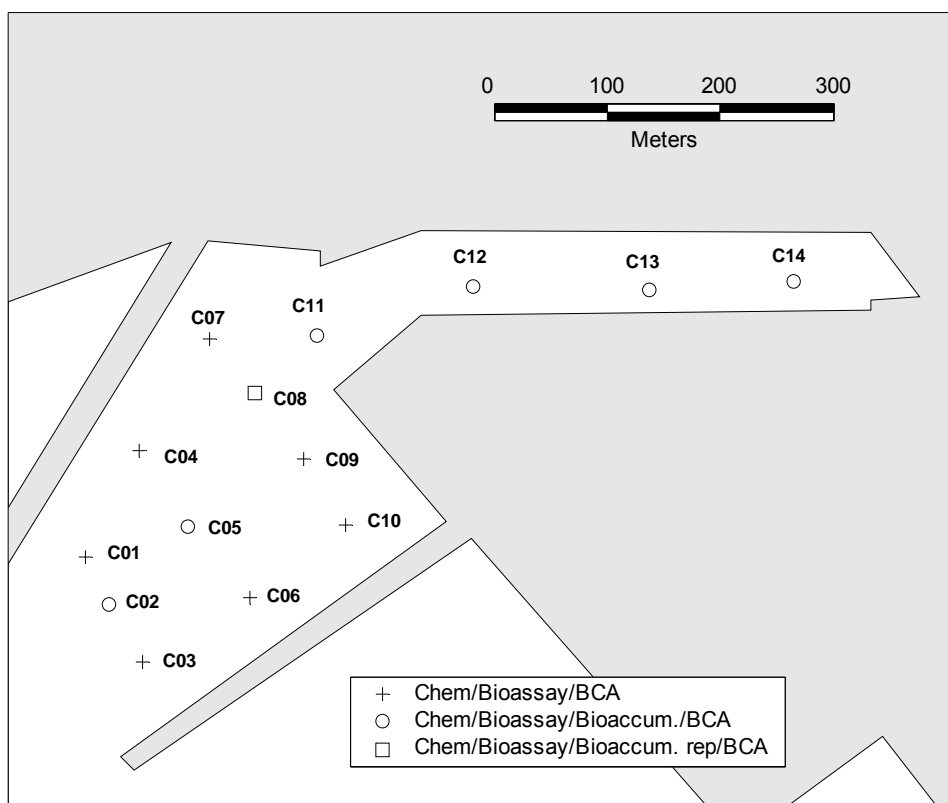 0 100 200 300
Meters
C12
C13
C14
C07
C11
C08
C04
C09
C05
C10
C01
C02
C06
C03
Chem/Bioassay/BCA
Chem/Bioassay/Bioaccum./BCA
Chem/Bioassay/Bioaccum. rep/BCA